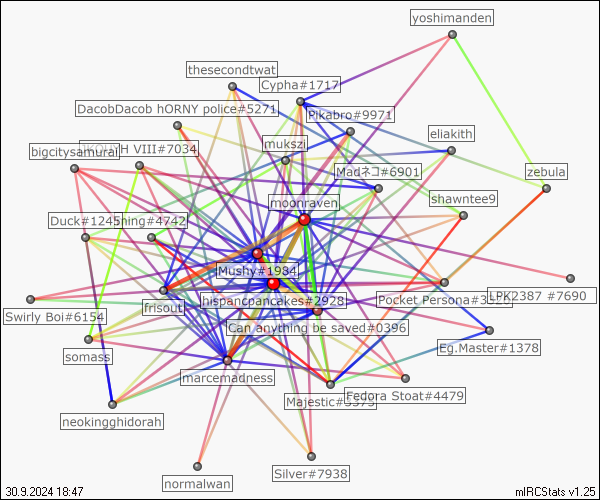 yoshimanden
thesecondtwat
Cypha#1717
DacobDacob hORNY police#5271
Pikabro#9971
eliakith
mukszi
VIII#7034
bigcitysamurai
Madネコ#6901
zebula
shawntee9
moonraven
Duck#1245
hing#4742
Mushy#1984
LPK2387 #7690
hispancpancakes#2928
Pocket Persona#3
frisout
Swirly Boi#6154
Can anything be saved#0396
Eg.Master#1378
somass
marcemadness
Fedora Stoat#4479
Majestic#
neokingghidorah
Silver#7938
normalwan
30.9.2024 18:47
mIRCStats v1.25